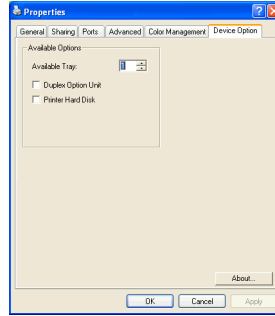 Properties
General Sharing Ports Advanced Color Management Device Option
Available Options
Available Tray: 1
Duplex Option Unit
Printer Hard Disk
About...
OK Cancel Apply